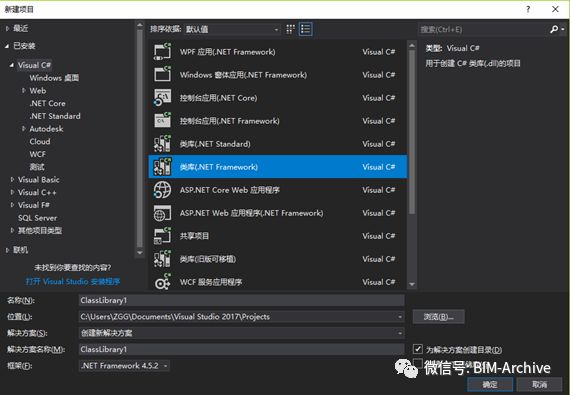 新建项目
? ×
最近
已安装
Visual C#
Windows 桌面
Web
.NET Core
.NET Standard
Autodesk
Cloud
WCF
测试
Visual Basic
Visual C++
Visual F#
SQL Server
其他项目类型
联机
未找到你要查找的内容?
打开 Visual Studio 安装程序
排序依据: 默认值
WPF 应用(.NET Framework) Visual C#
Windows 窗体应用(.NET Framework) Visual C#
控制台应用(.NET Core) Visual C#
控制台应用(.NET Framework) Visual C#
类库(.NET Standard) Visual C#
类库(.NET Framework) Visual C#
ASP.NET Core Web 应用程序 Visual C#
ASP.NET Web 应用程序(.NET Framework) Visual C#
共享项目 Visual C#
类库(旧版可移植) Visual C#
WCF 服务应用程序 Visual C#
搜索(Ctrl+E)
类型: Visual C#
用于创建 C# 类库(.dll)的项目
名称(N): ClassLibrary1
位置(L): C:\Users\ZGG\Documents\Visual Studio 2017\Projects 浏览(B)...
解决方案(S): 创建新解决方案
解决方案名称(M): ClassLibrary1 为解决方案创建目录(D)
框架(F): .NET Framework 4.5.2
微信号: BIM-Archive
确定 取消